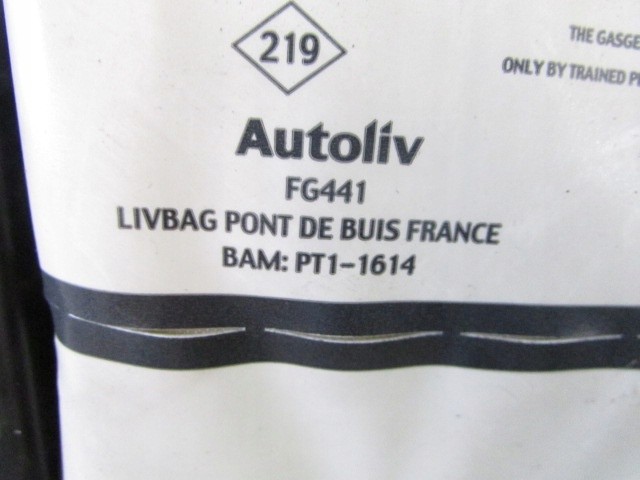 219
THE GASGE
ONLY BY TRAINED P
Autoliv
FG441
LIVBAG PONT DE BUIS FRANCE
BAM: PT1-1614